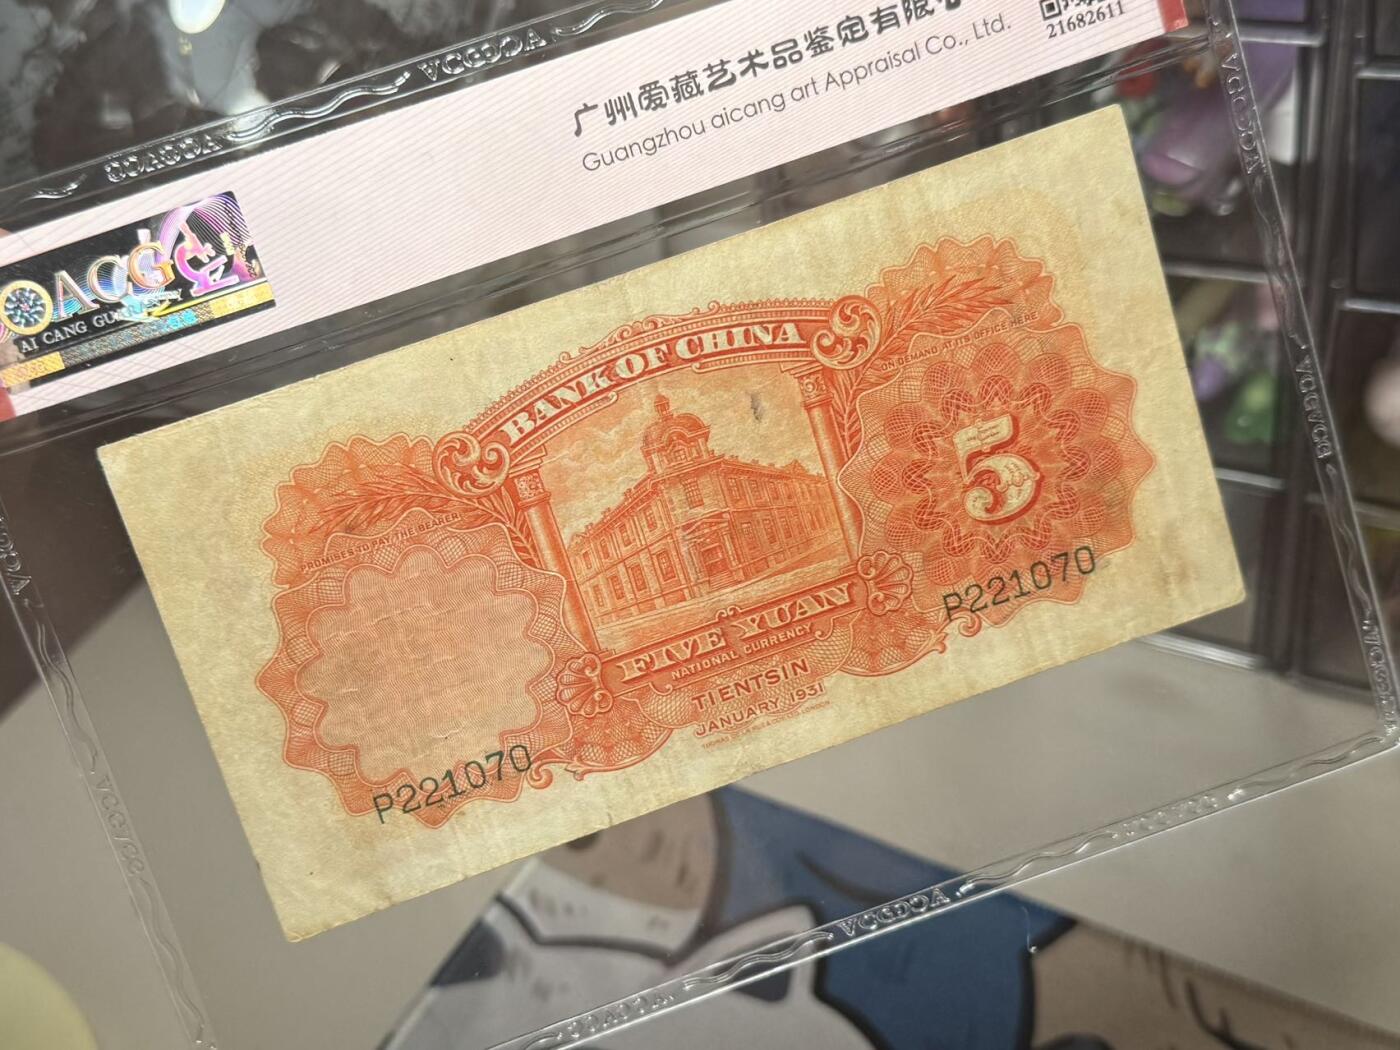 广州爱藏艺术品鉴定有限
Guangzhou aicang art Appraisal Co., Ltd.
21682611
ACG
AI CANG
BANK OF CHINA
PROMISES TO PAY THE BEARER
ON DEMAND AT ITS OFFICE HERE
5
FIVE YUAN
NATIONAL CURRENCY
TIENTSIN
JANUARY 1931
P221070
P221070